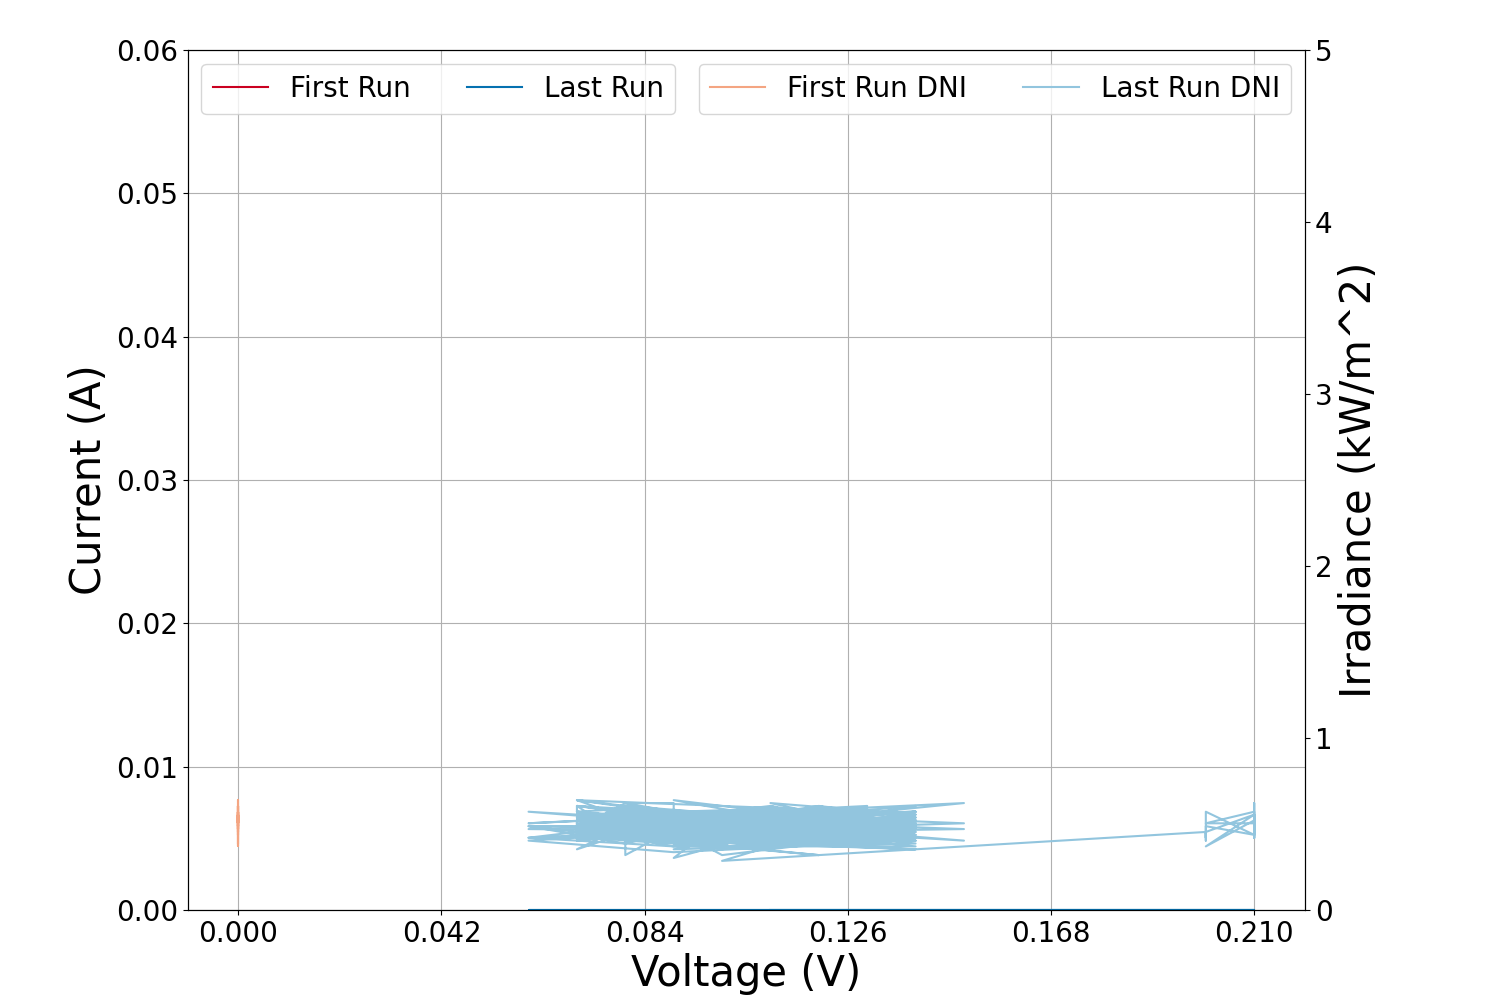 First Run
Last Run
First Run DNI
Last Run DNI
0.06
0.05
0.04
0.03
0.02
0.01
0.00
Current (A)
5
4
3
2
1
0
Irradiance (kW/m^2)
0.000
0.042
0.084
0.126
0.168
0.210
Voltage (V)